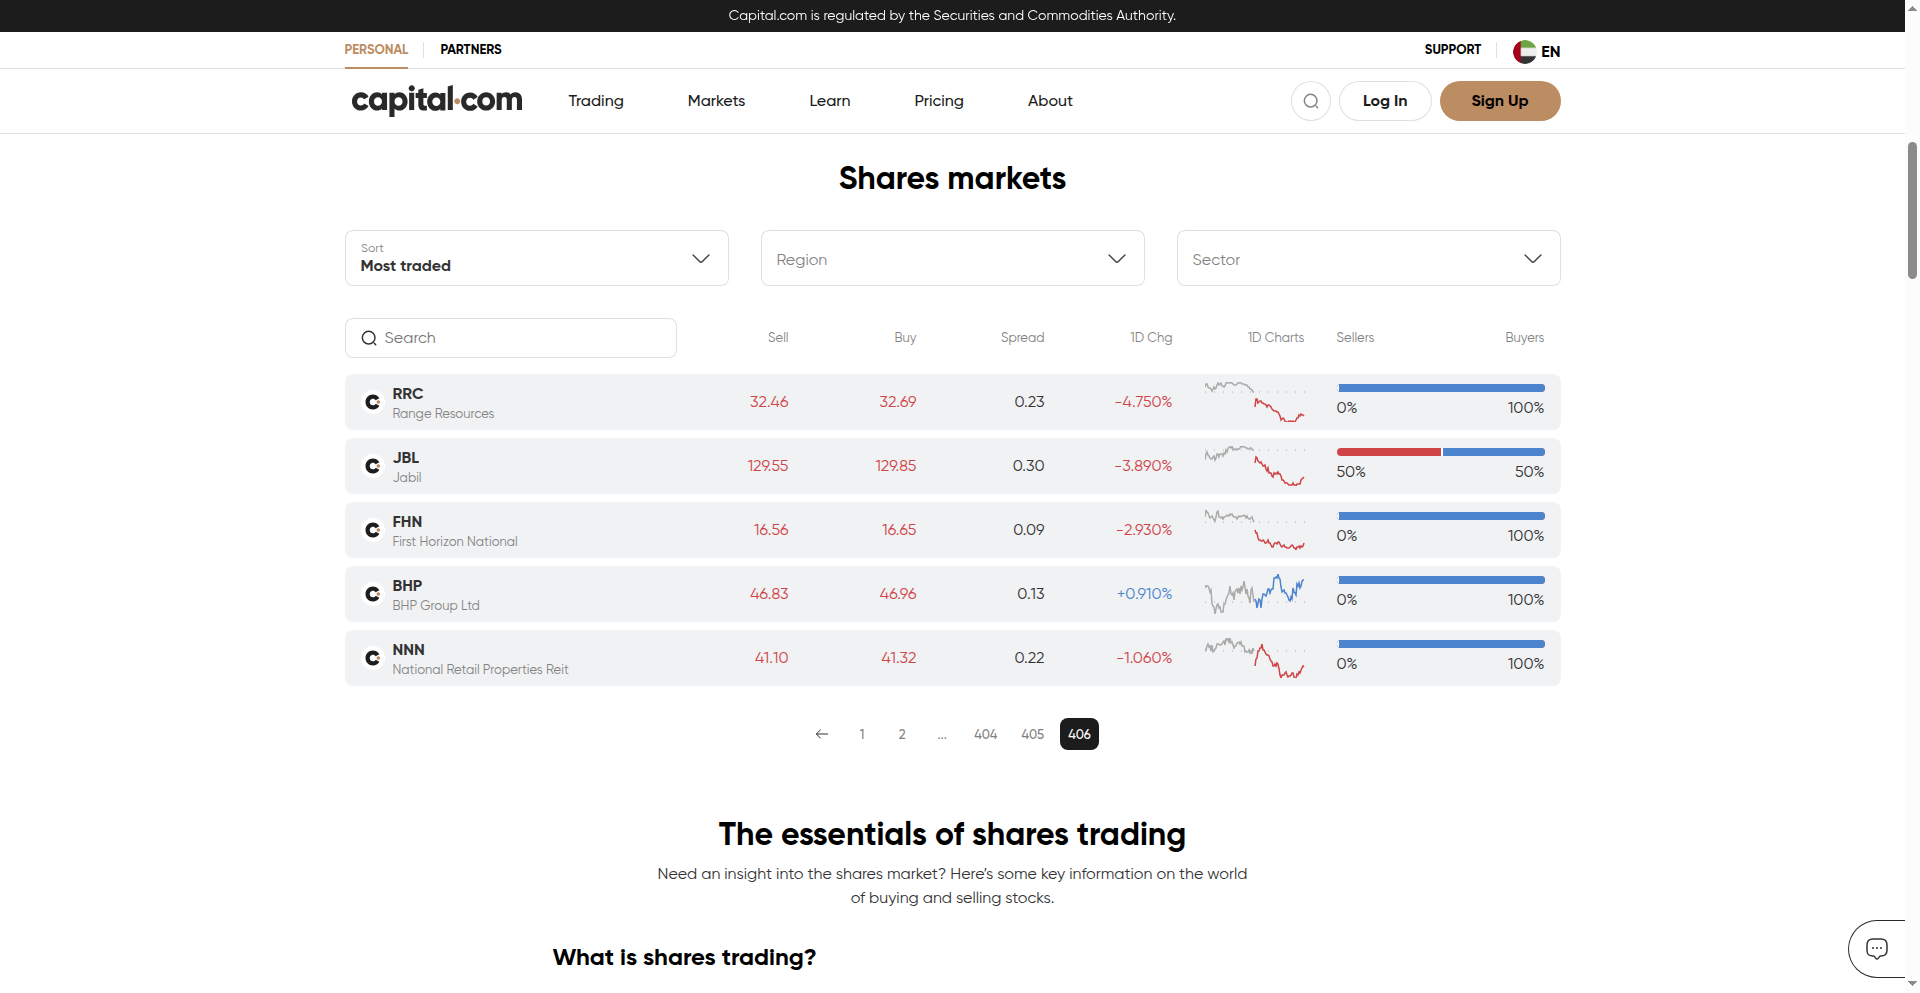 Capital.com is regulated by the Securities and Commodities Authority.
PERSONAL PARTNERS SUPPORT EN
capital.com Trading Markets Learn Pricing About Log In Sign Up
Shares markets
Sort
Most traded
Region
Sector
Search Sell Buy Spread 1D Chg 1D Charts Sellers Buyers
RRC
Range Resources
32.46 32.69 0.23 -4.750% 0% 100%
JBL
Jabil
129.55 129.85 0.30 -3.890% 50% 50%
FHN
First Horizon National
16.56 16.65 0.09 -2.930% 0% 100%
BHP
BHP Group Ltd
46.83 46.96 0.13 +0.910% 0% 100%
NNN
National Retail Properties Reit
41.10 41.32 0.22 -1.060% 0% 100%
1 2 ... 404 405 406
The essentials of shares trading
Need an insight into the shares market? Here’s some key information on the world
of buying and selling stocks.
What is shares trading?